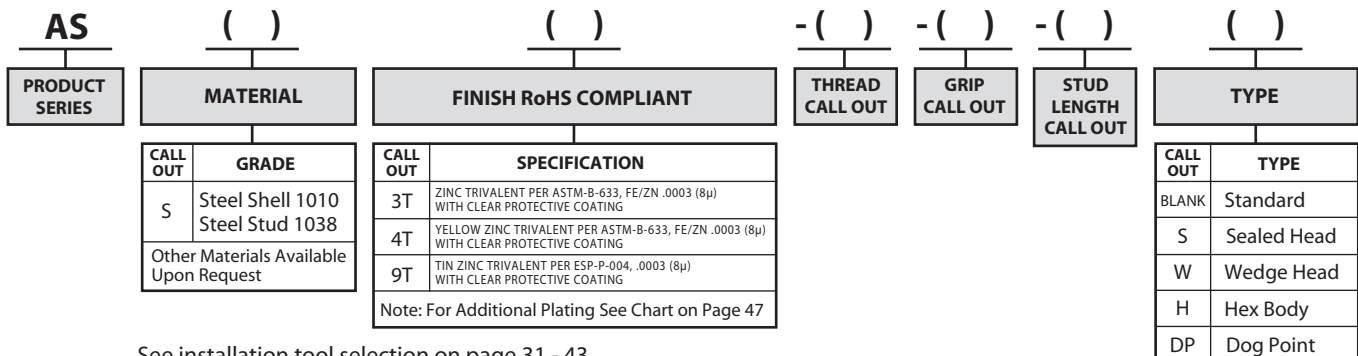 AS ( ) ( ) - ( ) - ( ) - ( ) ( )
PRODUCT
SERIES
MATERIAL
FINISH RoHS COMPLIANT
THREAD
CALL OUT
GRIP
CALL OUT
STUD
LENGTH
CALL OUT
TYPE
CALL
OUT
GRADE
S
Steel Shell 1010
Steel Stud 1038
Other Materials Available
Upon Request
CALL
OUT
SPECIFICATION
3T
ZINC TRIVALENT PER ASTM-B-633, FE/ZN .0003 (8µ)
WITH CLEAR PROTECTIVE COATING
4T
YELLOW ZINC TRIVALENT PER ASTM-B-633, FE/ZN .0003 (8µ)
WITH CLEAR PROTECTIVE COATING
9T
TIN ZINC TRIVALENT PER ESP-P-004, .0003 (8µ)
WITH CLEAR PROTECTIVE COATING
Note: For Additional Plating See Chart on Page 47
CALL
OUT
TYPE
BLANK Standard
S Sealed Head
W Wedge Head
H Hex Body
DP Dog Point
See installation tool selection on page 31 - 43